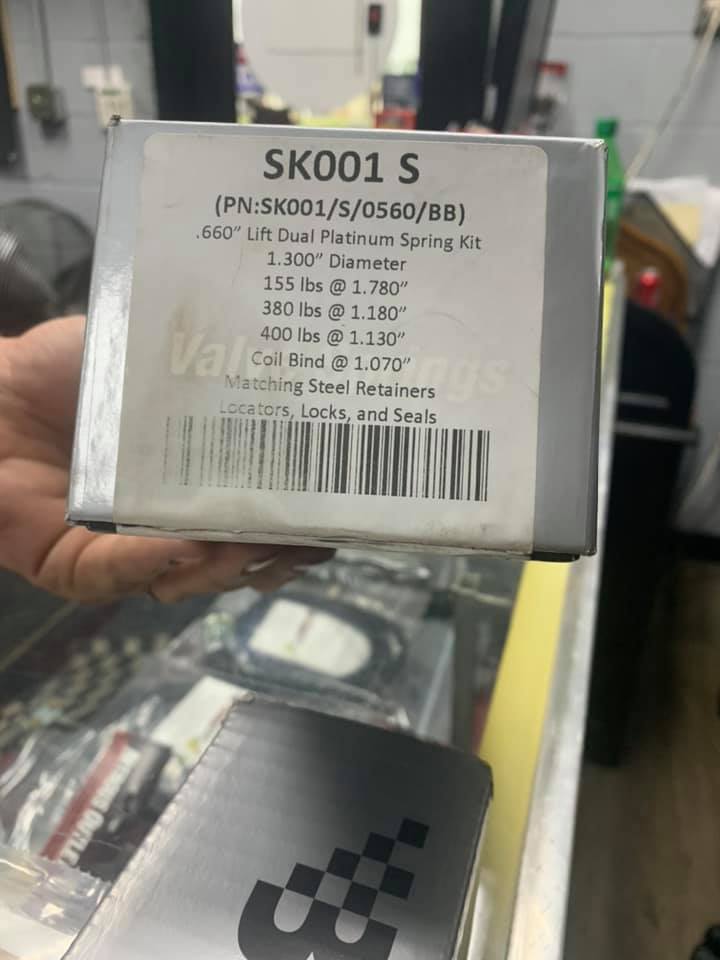 SK001 S
(PN:SK001/S/0560/BB)
.660" Lift Dual Platinum Spring Kit
1.300" Diameter
155 lbs @ 1.780"
380 lbs @ 1.180"
400 lbs @ 1.130"
Coil Bind @ 1.070"
Matching Steel Retainers
Locators, Locks, and Seals